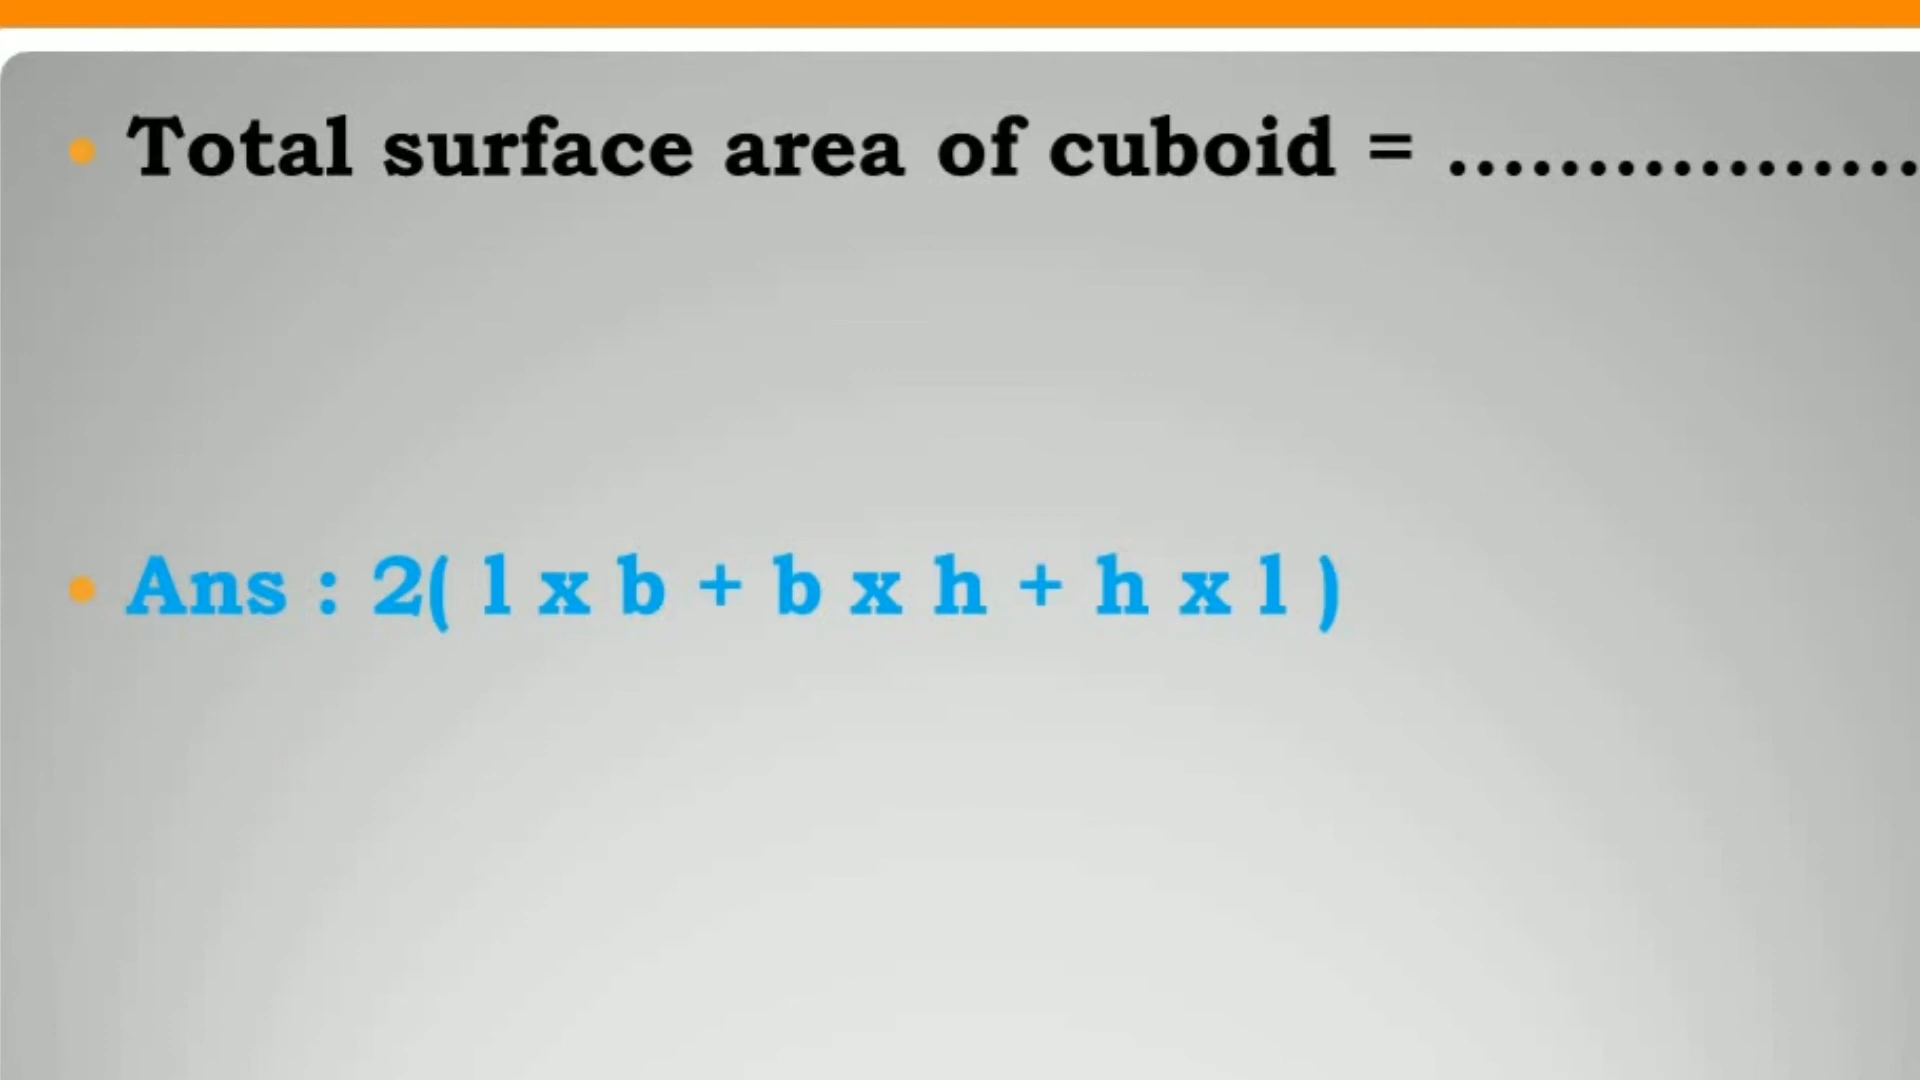 • Total surface area of cuboid = .................
• Ans : 2( l x b + b x h + h x l )